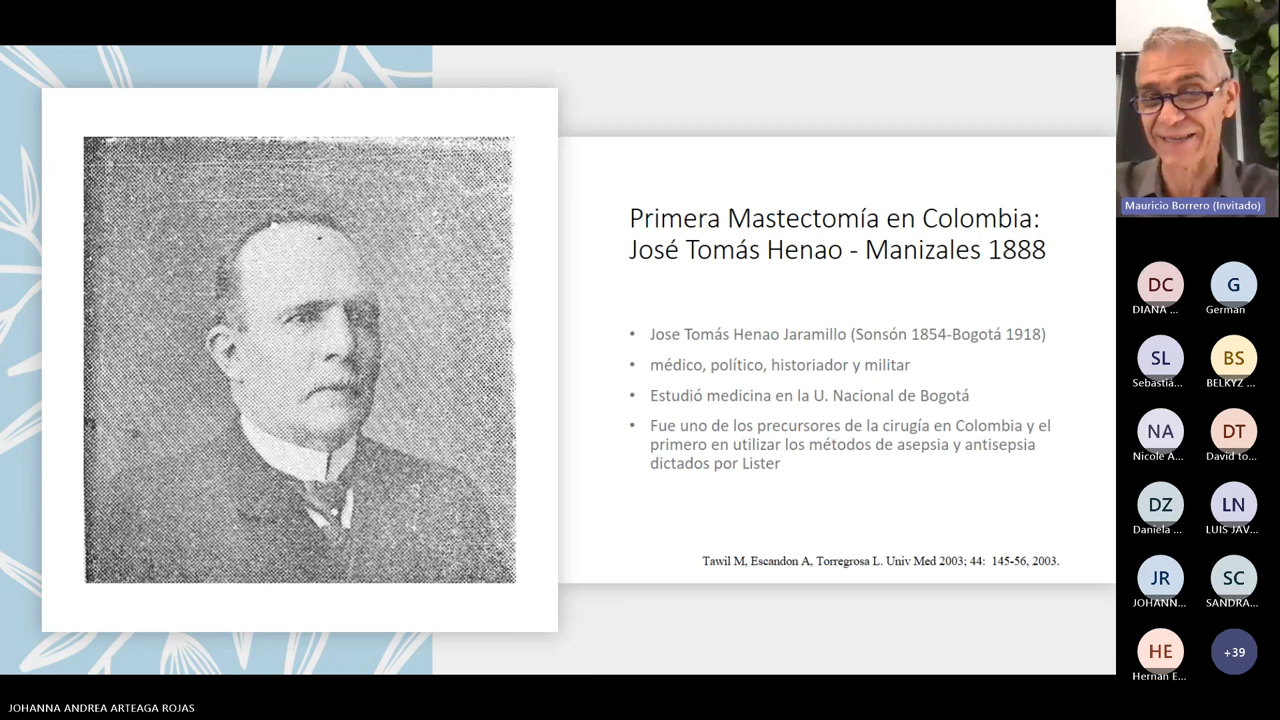 Primera Mastectomía en Colombia:
José Tomás Henao - Manizales 1888
• Jose Tomás Henao Jaramillo (Sonsón 1854-Bogotá 1918)
• médico, político, historiador y militar
• Estudió medicina en la U. Nacional de Bogotá
• Fue uno de los precursores de la cirugía en Colombia y el
primero en utilizar los métodos de asepsia y antisepsia
dictados por Lister
Tawil M, Escandon A, Torregrosa L. Univ Med 2003; 44: 145-56, 2003.
Mauricio Borrero (Invitado)
DC
G
DIANA ...
German
SL
BS
Sebastiá...
BELKYZ ...
NA
DT
Nicole A...
David to...
DZ
LN
Daniela ...
LUIS JAV...
JR
SC
JOHANN...
SANDRA...
HE
+39
Hernan E...
JOHANNA ANDREA ARTEAGA ROJAS